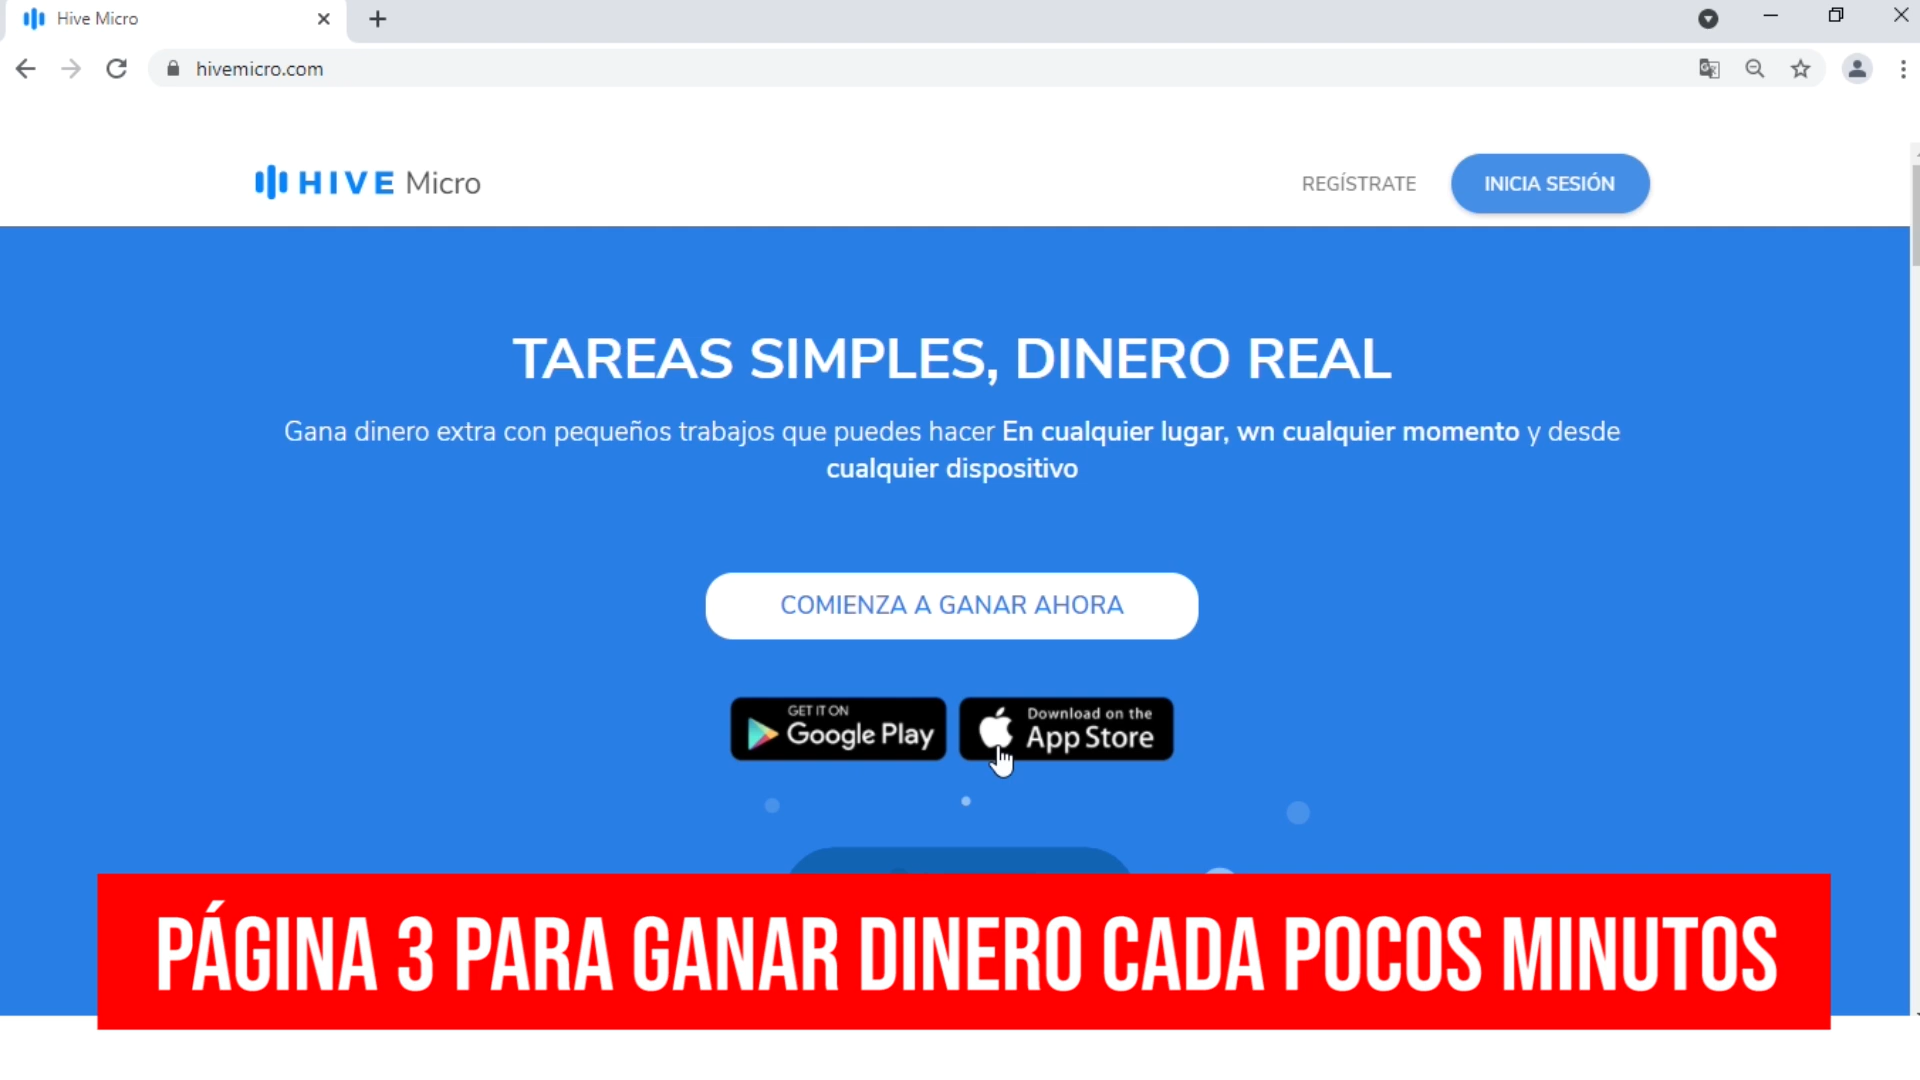 Hive Micro
hivemicro.com
HIVE Micro
REGÍSTRATE
INICIA SESIÓN
TAREAS SIMPLES, DINERO REAL
Gana dinero extra con pequeños trabajos que puedes hacer En cualquier lugar, wn cualquier momento y desde
cualquier dispositivo
COMIENZA A GANAR AHORA
GET IT ON
Google Play
Download on the
App Store
PÁGINA 3 PARA GANAR DINERO CADA POCOS MINUTOS